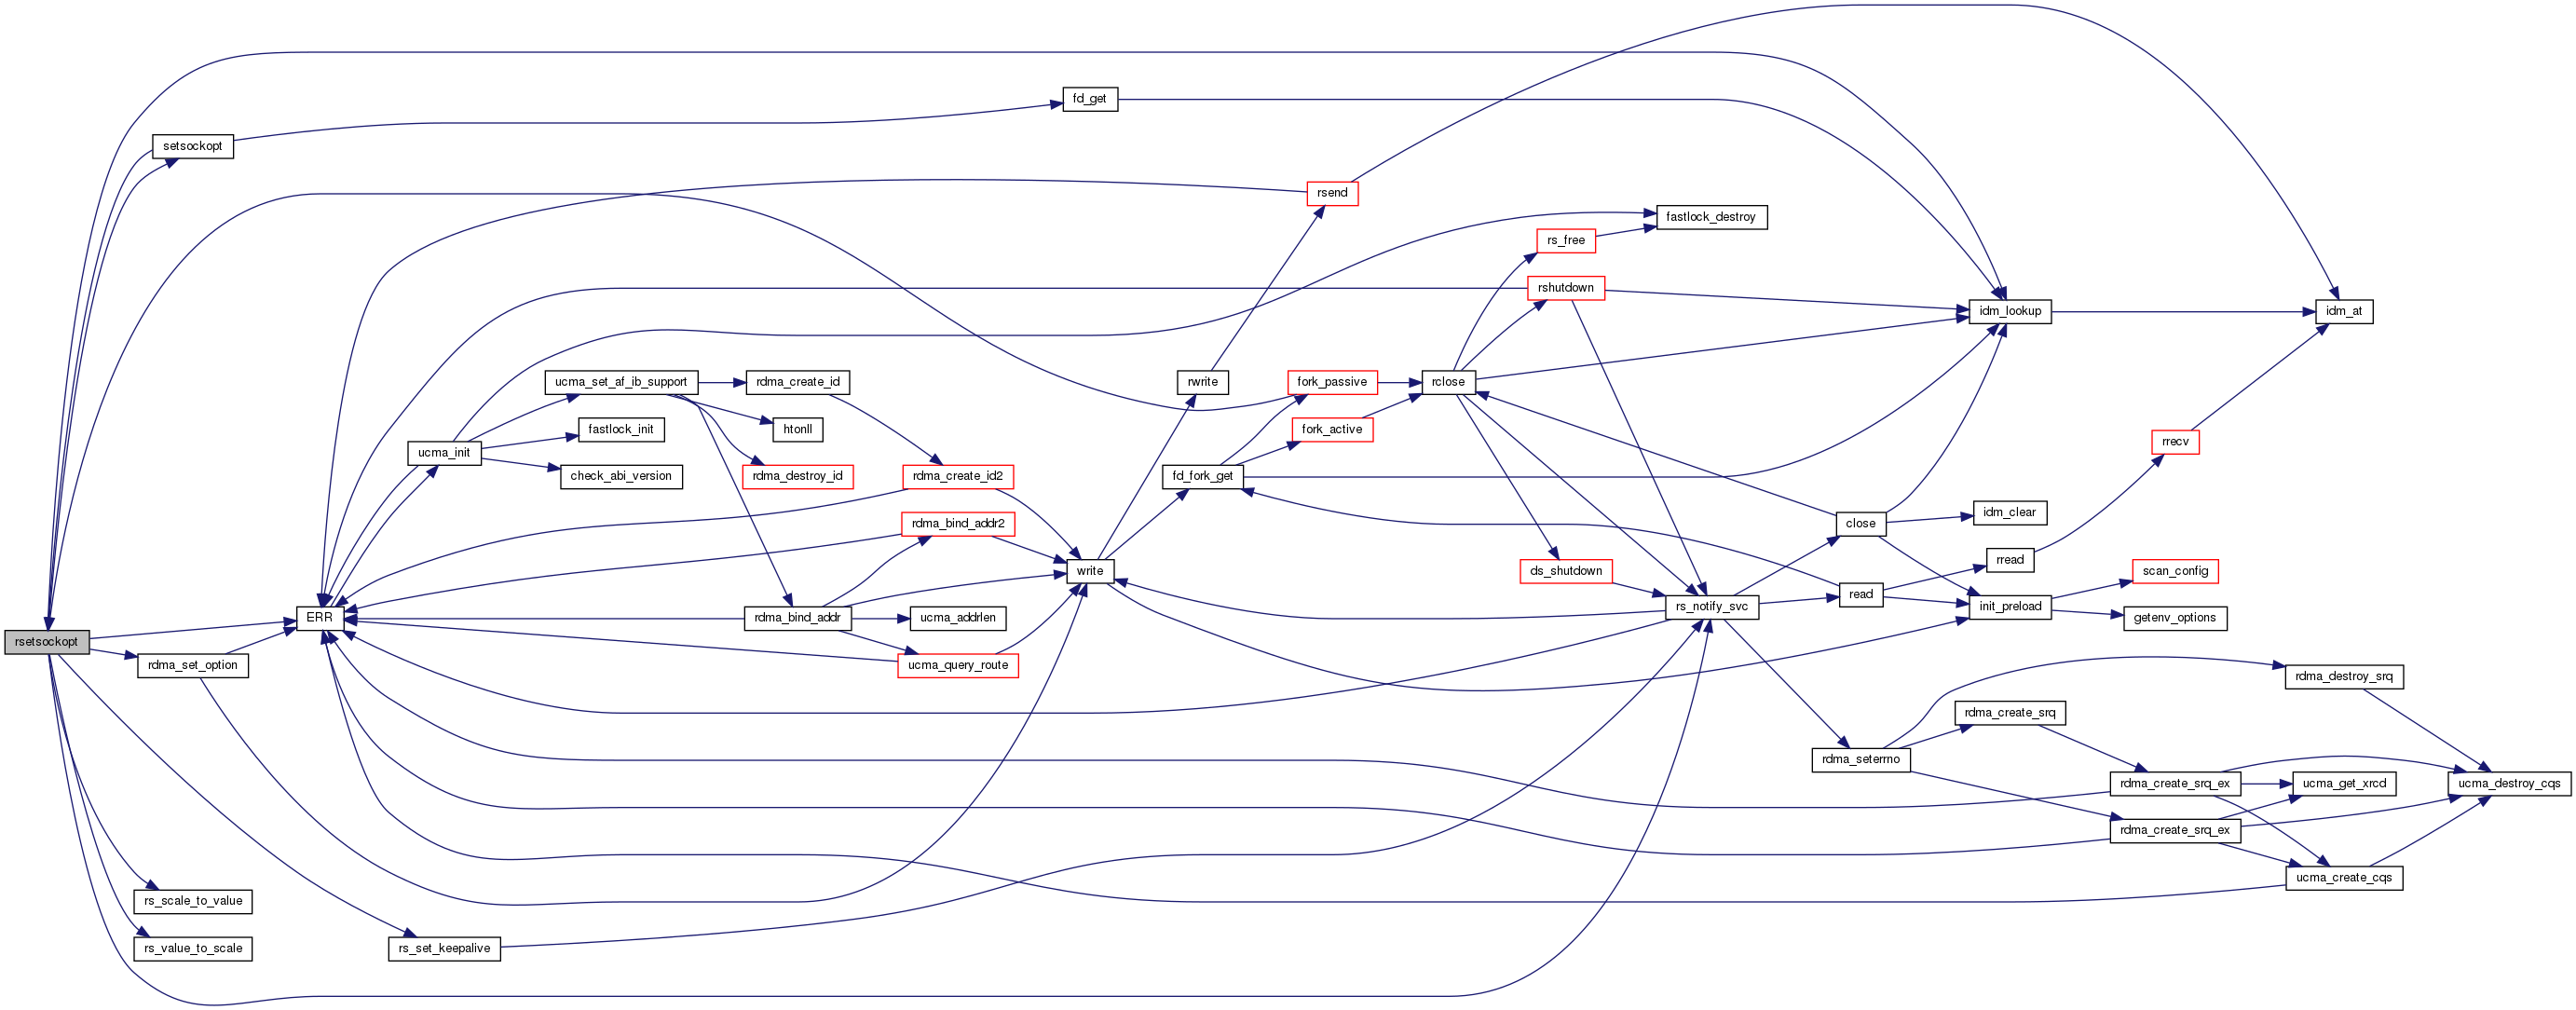 fd_get
setsockopt
rsend
fastlock_destroy
rs_free
rshutdown
idm_lookup
idm_at
ucma_set_af_ib_support
rdma_create_id
rwrite
fork_passive
rclose
fastlock_init
htonll
fork_active
rrecv
ucma_init
check_abi_version
rdma_destroy_id
rdma_create_id2
fd_fork_get
rdma_bind_addr2
close
idm_clear
write
ds_shutdown
rread
scan_config
read
rsetsockopt
ERR
rdma_bind_addr
ucma_addrlen
rs_notify_svc
init_preload
getenv_options
rdma_set_option
ucma_query_route
rdma_destroy_srq
rdma_create_srq
rdma_seterrno
rdma_create_srq_ex
ucma_get_xrcd
ucma_destroy_cqs
rdma_create_srq_ex
ucma_create_cqs
rs_scale_to_value
rs_value_to_scale
rs_set_keepalive